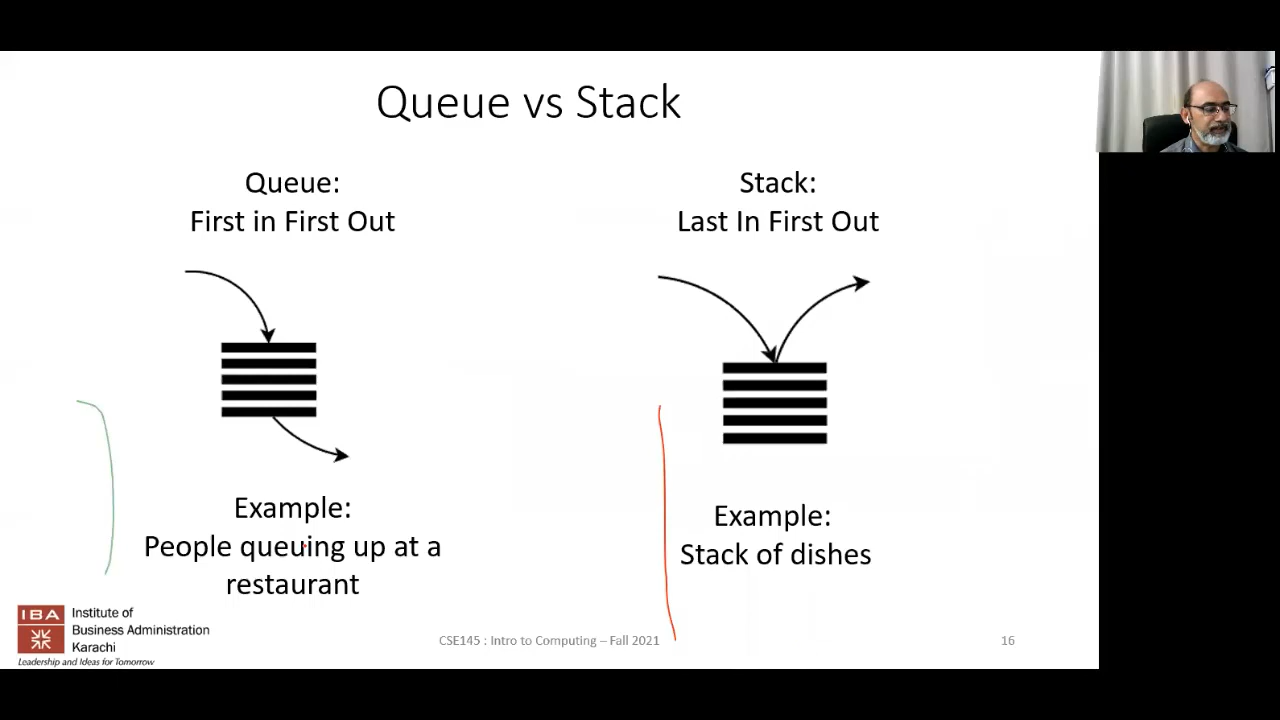 Queue vs Stack
Queue:
First in First Out
Stack:
Last In First Out
Example:
People queuing up at a
restaurant
Example:
Stack of dishes
IBA
Institute of
Business Administration
Karachi
Leadership and Ideas for Tomorrow
CSE145 : Intro to Computing – Fall 2021
16